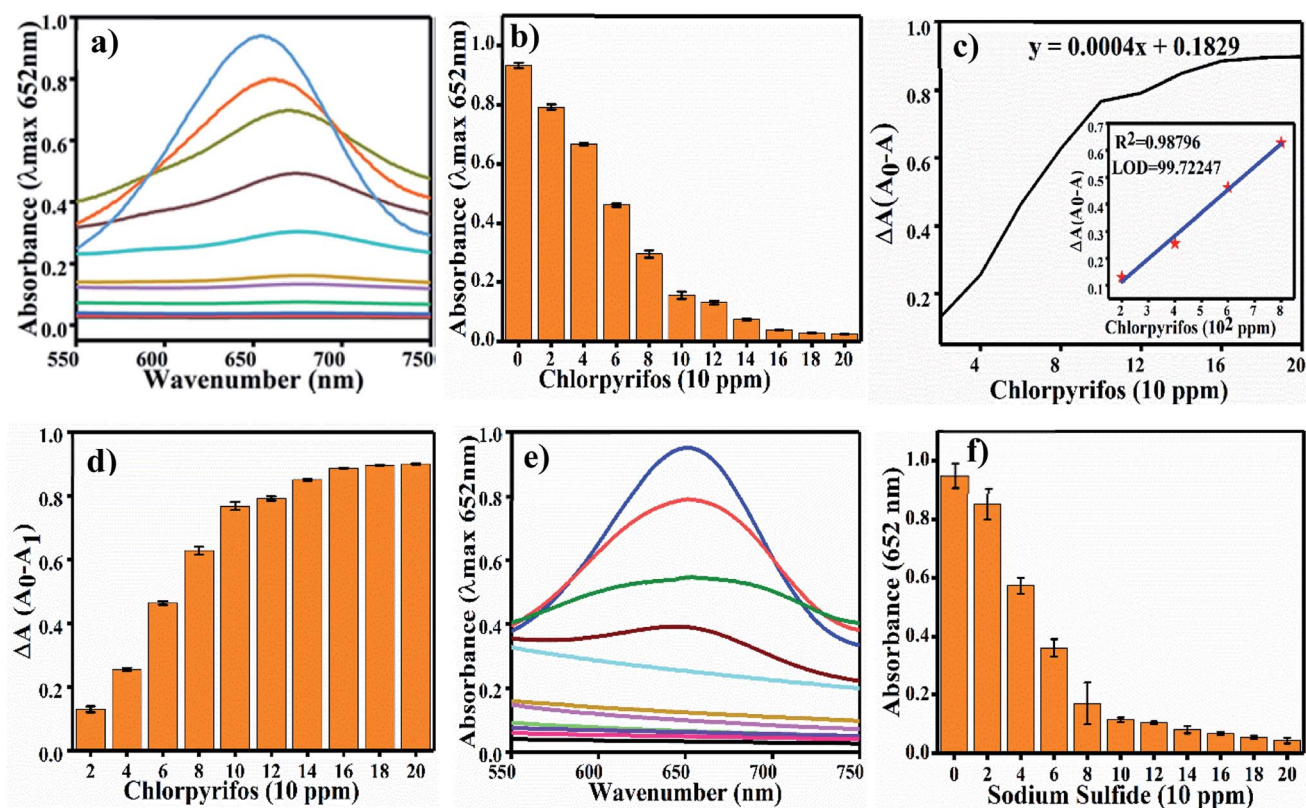 a)
1.0
0.8
0.6
0.4
0.2
0.0
Absorbance (λmax 652nm)
550 600 650 700 750
Wavenumber (nm)
b)
1.0
0.8
0.6
0.4
0.2
0.0
Absorbance (λmax 652nm)
0 2 4 6 8 10 12 14 16 18 20
Chlorpyrifos (10 ppm)
c)
y = 0.0004x + 0.1829
1.0
0.8
0.6
0.4
0.2
ΔA(A0-A)
4 8 12 16 20
Chlorpyrifos (10 ppm)
R2=0.98796
LOD=99.72247
0.7
0.6
0.5
0.4
0.3
0.2
0.1
ΔA(A0-A)
2 3 4 5 6 7 8
Chlorpyrifos (102 ppm)
d)
1.0
0.8
0.6
0.4
0.2
0.0
ΔA (A0-A1)
2 4 6 8 10 12 14 16 18 20
Chlorpyrifos (10 ppm)
e)
1.0
0.8
0.6
0.4
0.2
0.0
Absorbance (λmax 652nm)
550 600 650 700 750
Wavenumber (nm)
f)
1.0
0.8
0.6
0.4
0.2
0.0
Absorbance (652 nm)
0 2 4 6 8 10 12 14 16 18 20
Sodium Sulfide (10 ppm)